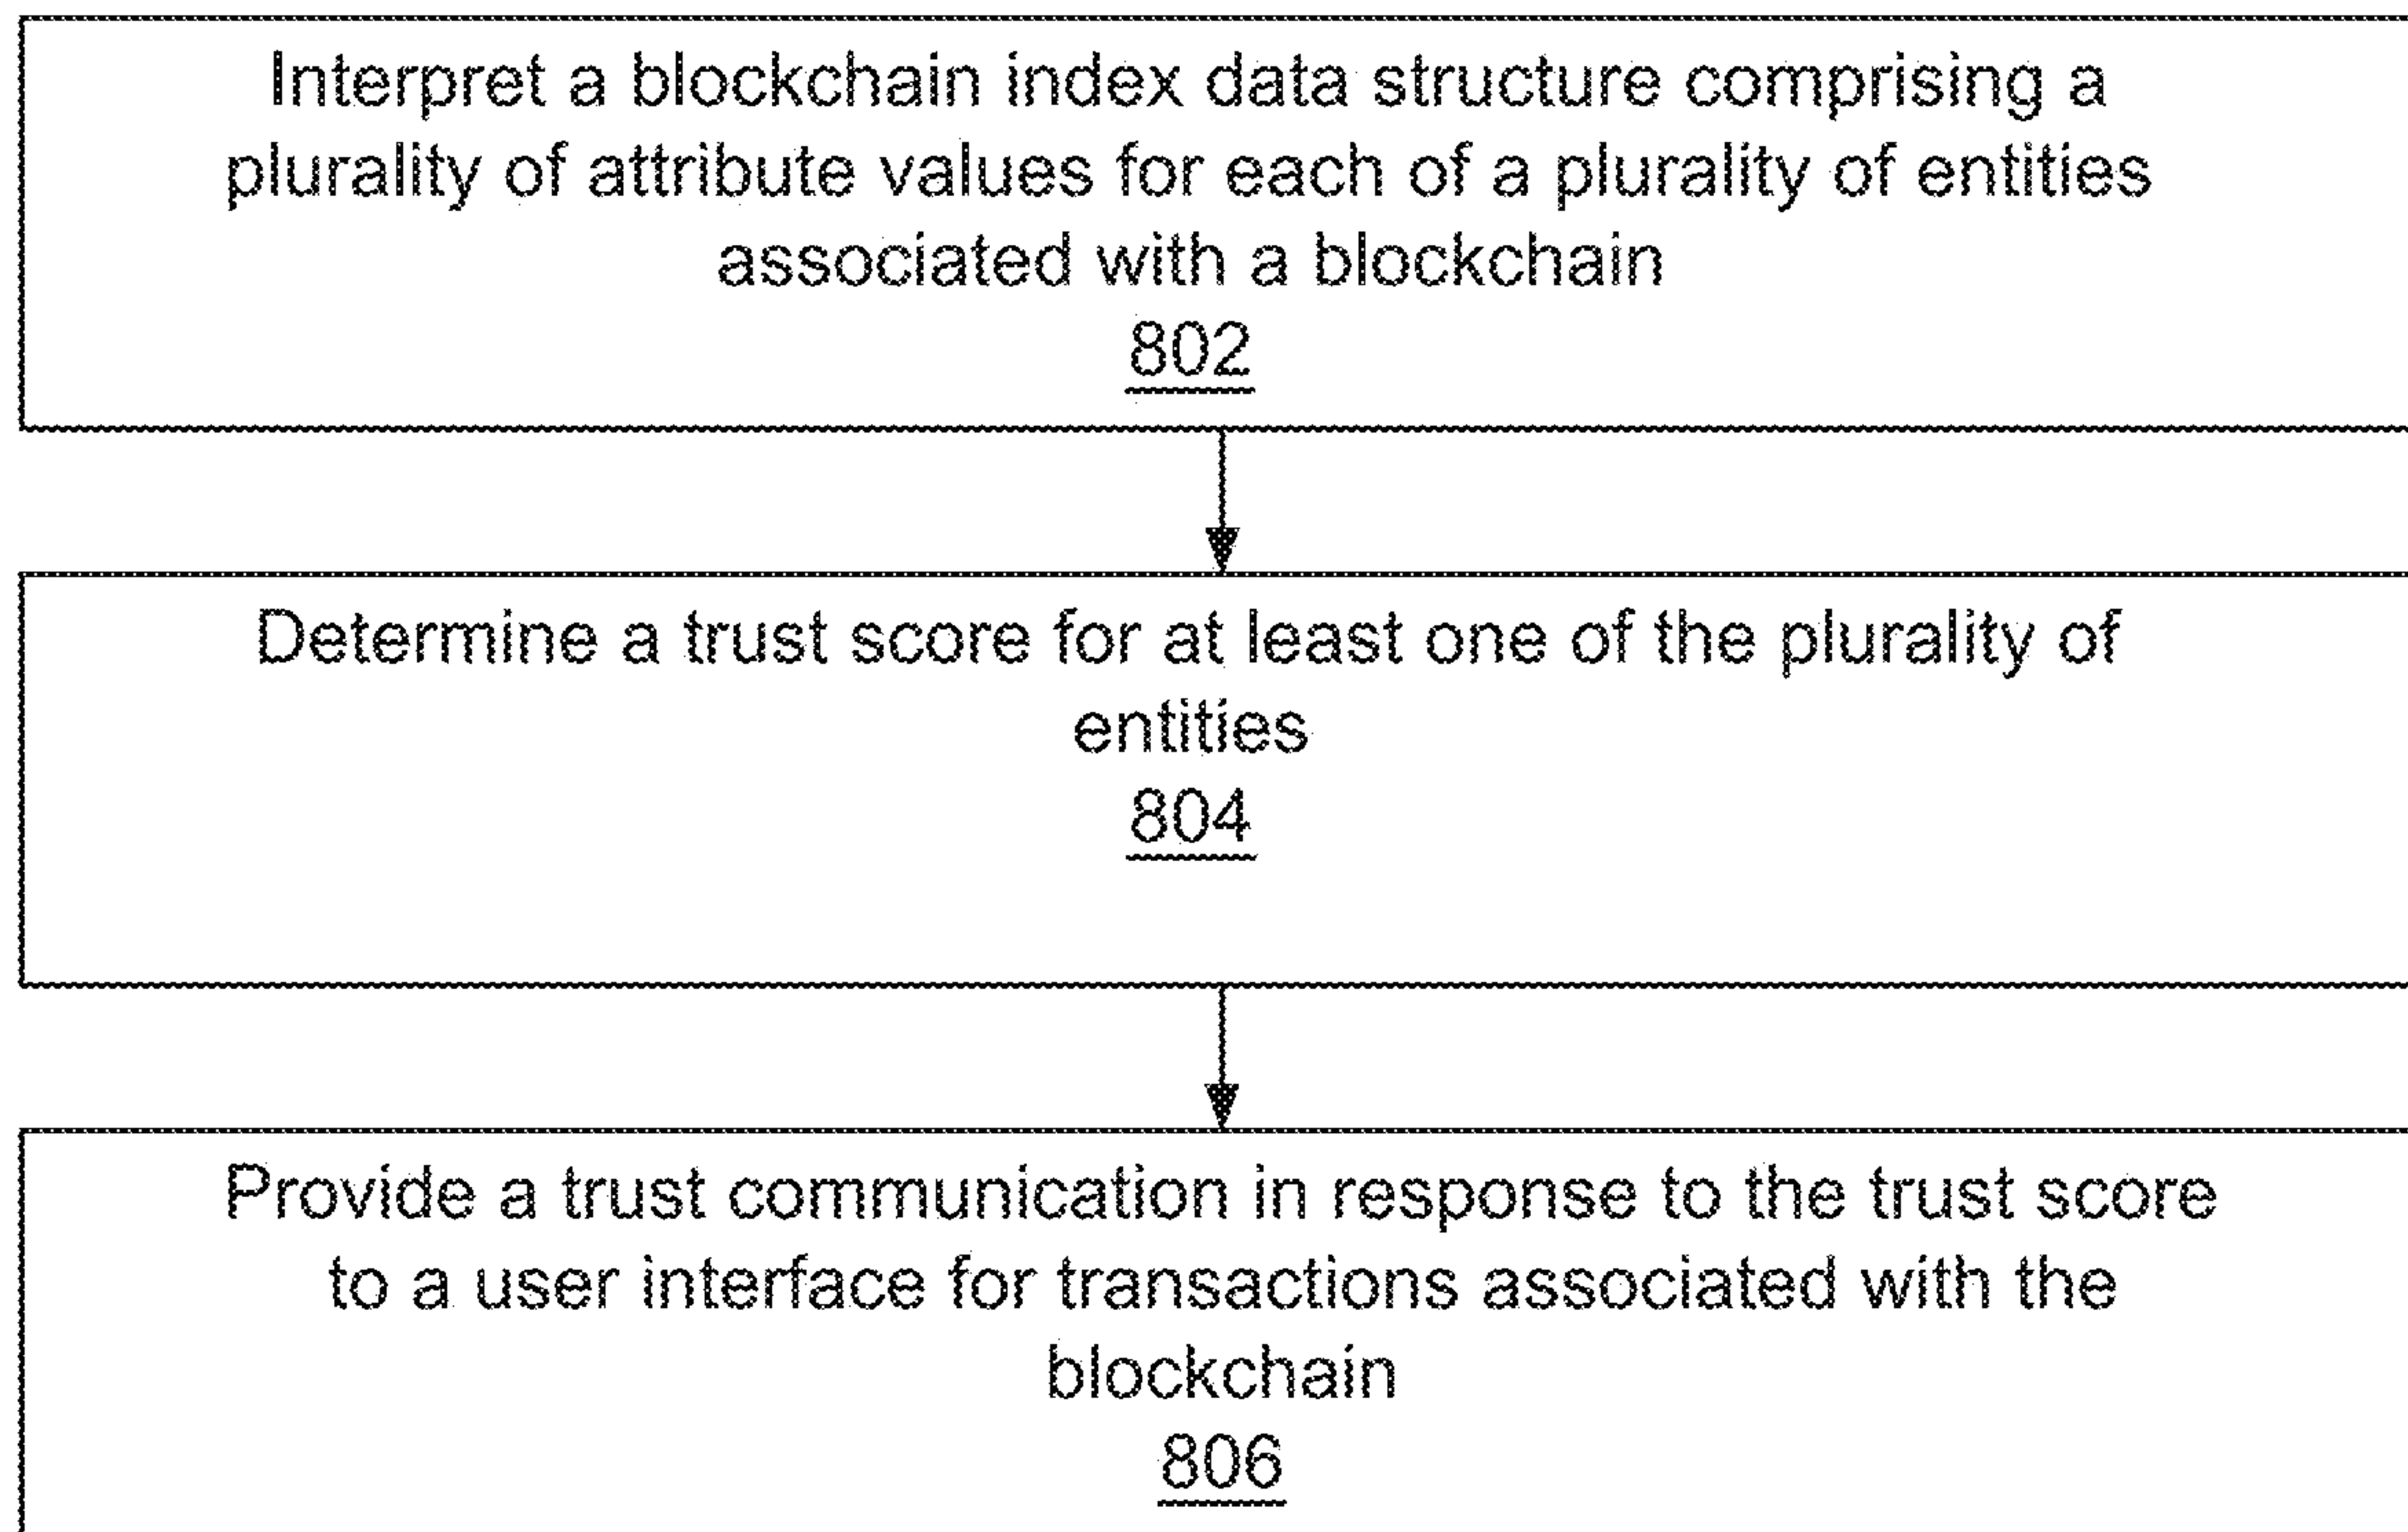 Interpret a blockchain index data structure comprising a
plurality of attribute values for each of a plurality of entities
associated with a blockchain
802
Determine a trust score for at least one of the plurality of
entities
804
Provide a trust communication in response to the trust score
to a user interface for transactions associated with the
blockchain
806